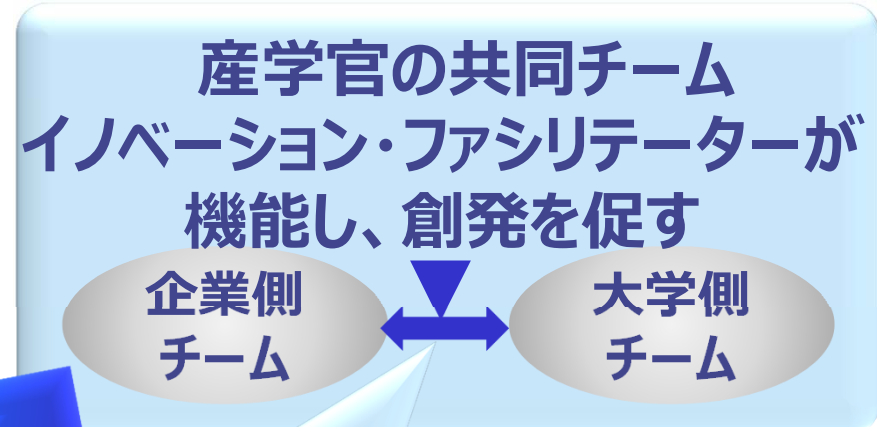 産学官の共同チーム
イノベーション・ファシリテーターが
機能し、創発を促す
企業側
チーム
大学側
チーム